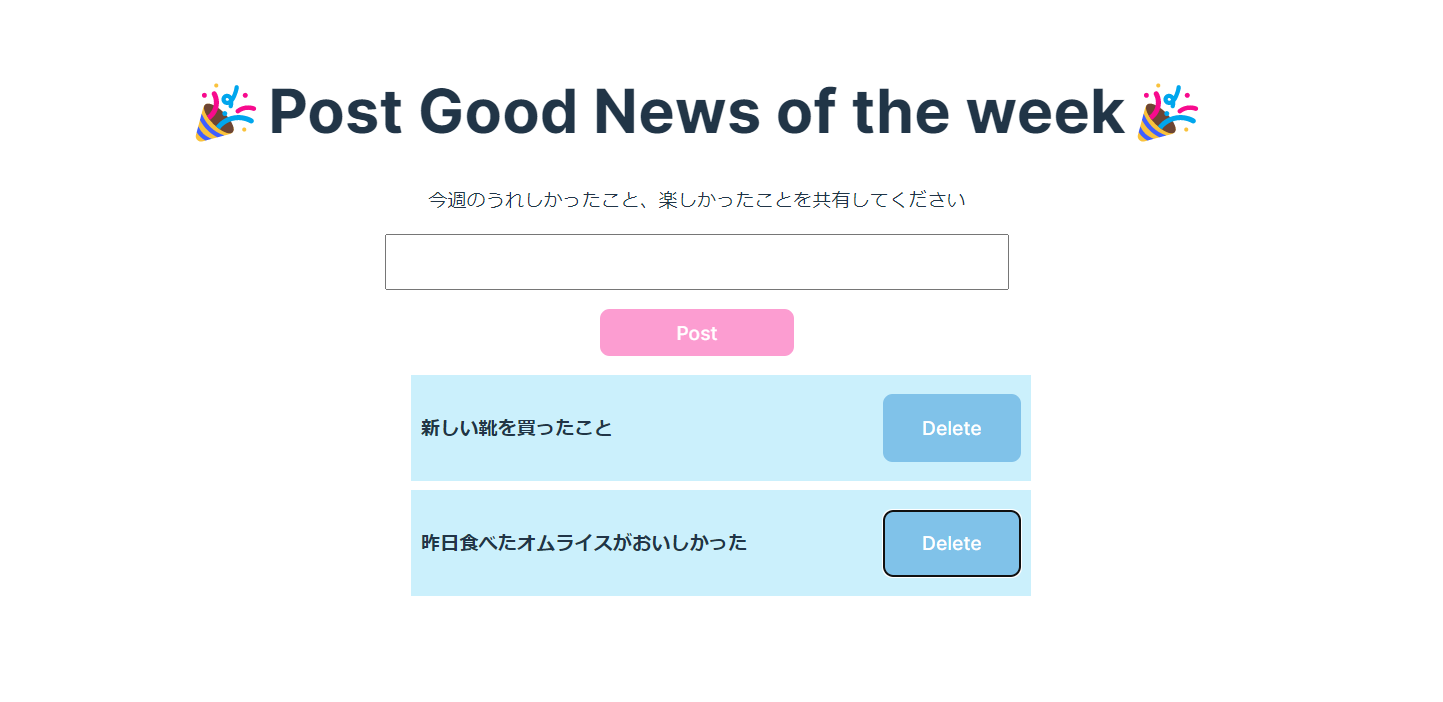 🎉 Post Good News of the week 🎉
今週のうれしかったこと、楽しかったことを共有してください
Post
新しい靴を買ったこと
Delete
昨日食べたオムライスがおいしかった
Delete